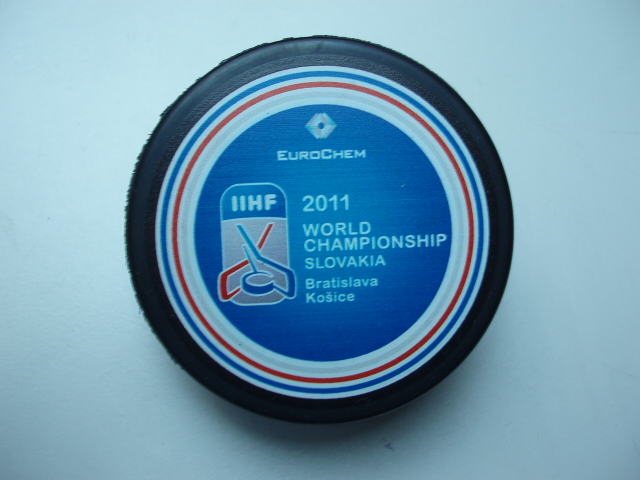 EUROCHEM
IIHF
2011
WORLD
CHAMPIONSHIP
SLOVAKIA
Bratislava
Košice